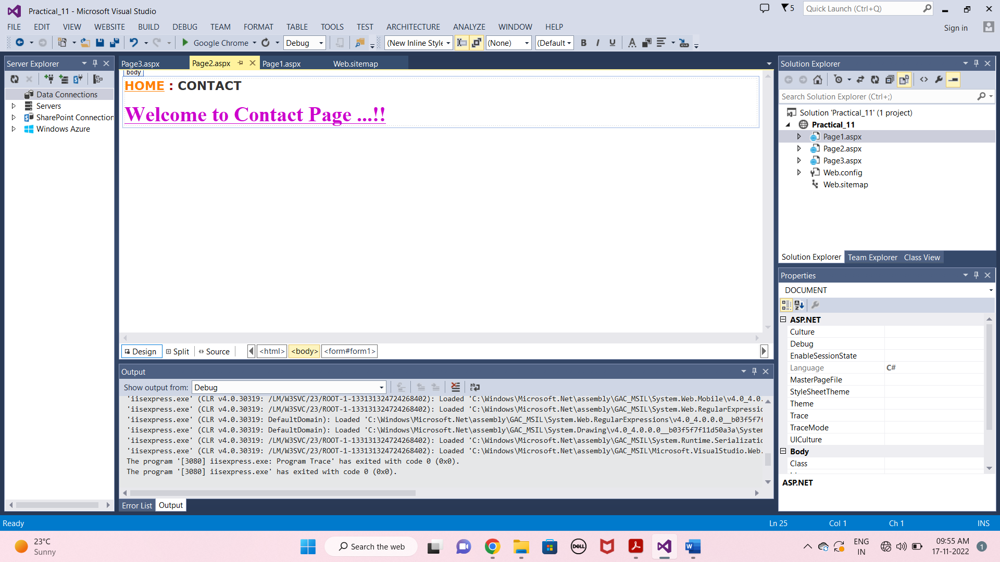 Practical_11 - Microsoft Visual Studio
5
Quick Launch (Ctrl+Q)
FILE EDIT VIEW WEBSITE BUILD DEBUG TEAM FORMAT TABLE TOOLS TEST ARCHITECTURE ANALYZE WINDOW HELP
Sign in
Google Chrome Debug (New Inline Style (None) (Default B I U A
Server Explorer
Data Connections
Servers
SharePoint Connection
Windows Azure
Page3.aspx Page2.aspx Page1.aspx Web.sitemap
body
HOME : CONTACT
Welcome to Contact Page ...!!
Design Split Source <html> <body> <form#form1>
Output
Show output from: Debug
'iisexpress.exe' (CLR v4.0.30319: /LM/W3SVC/23/ROOT-1-133131324724268402): Loaded 'C:\Windows\Microsoft.Net\assembly\GAC_MSIL\System.Web.Mobile\v4.0_4.0.
'iisexpress.exe' (CLR v4.0.30319: /LM/W3SVC/23/ROOT-1-133131324724268402): Loaded 'C:\Windows\Microsoft.Net\assembly\GAC_MSIL\System.Web.RegularExpressio
'iisexpress.exe' (CLR v4.0.30319: DefaultDomain): Loaded 'C:\Windows\Microsoft.Net\assembly\GAC_MSIL\System.Web.RegularExpressions\v4.0_4.0.0.0__b03f5f7f
'iisexpress.exe' (CLR v4.0.30319: DefaultDomain): Loaded 'C:\Windows\Microsoft.Net\assembly\GAC_MSIL\System.Drawing\v4.0_4.0.0.0__b03f5f7f11d50a3a\System
'iisexpress.exe' (CLR v4.0.30319: /LM/W3SVC/23/ROOT-1-133131324724268402): Loaded 'C:\Windows\Microsoft.Net\assembly\GAC_MSIL\System.Runtime.Serializatio
'iisexpress.exe' (CLR v4.0.30319: /LM/W3SVC/23/ROOT-1-133131324724268402): Loaded 'C:\Windows\Microsoft.Net\assembly\GAC_MSIL\Microsoft.VisualStudio.Web.
The program '[3080] iisexpress.exe: Program Trace' has exited with code 0 (0x0).
The program '[3080] iisexpress.exe' has exited with code 0 (0x0).
Error List Output
Solution Explorer
Search Solution Explorer (Ctrl+;)
Solution 'Practical_11' (1 project)
Practical_11
Page1.aspx
Page2.aspx
Page3.aspx
Web.config
Web.sitemap
Solution Explorer Team Explorer Class View
Properties
DOCUMENT
ASP.NET
Culture
Debug
EnableSessionState
Language C#
MasterPageFile
StyleSheetTheme
Theme
Trace
TraceMode
UICulture
Body
Class
ASP.NET
Ready Ln 25 Col 1 Ch 1 INS
23°C
Sunny
Search the web
DELL
ENG
IN
09:55 AM
17-11-2022
1